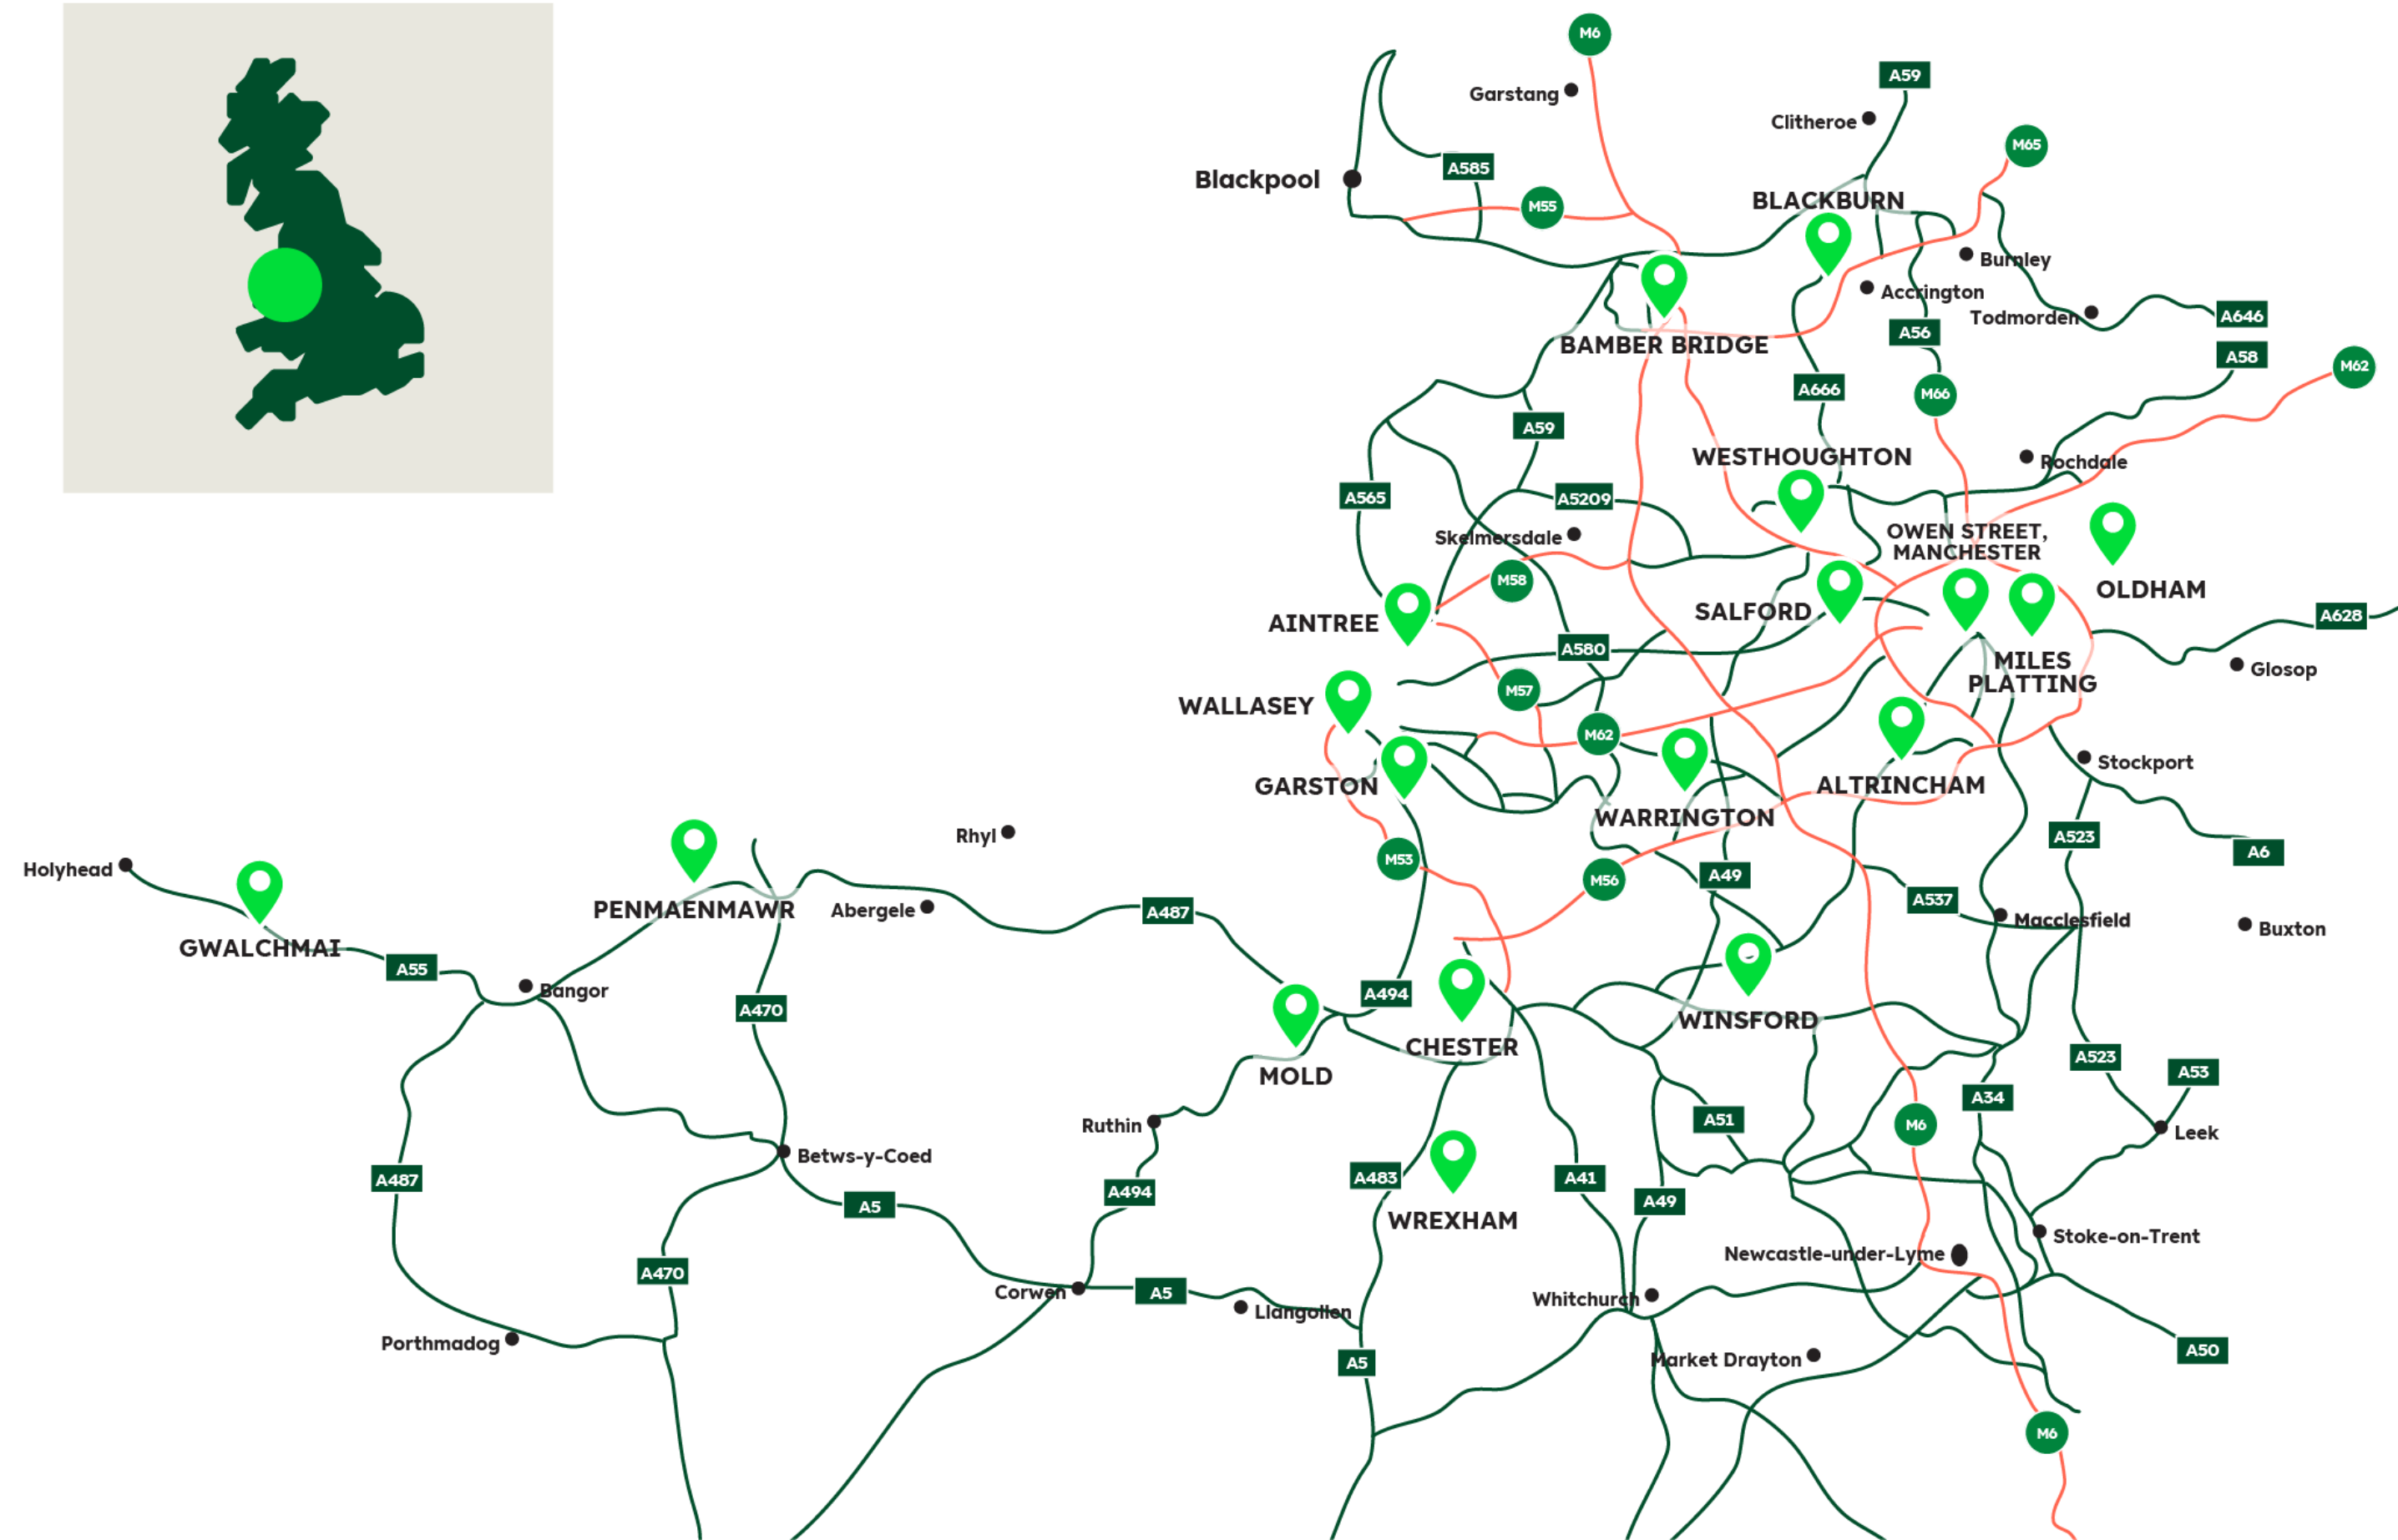 M6
A59
Garstang
Clitheroe
M65
A585
Blackpool
BLACKBURN
M55
Burnley
Accrington
A646
Todmorden
A56
BAMBER BRIDGE
A58
M62
A666
M66
A59
WESTHOUGHTON
Rochdale
A565
A5209
Skelmersdale
OWEN STREET,
MANCHESTER
M58
OLDHAM
SALFORD
A628
AINTREE
A580
MILES
PLATTING
Glosop
M57
WALLASEY
M62
Stockport
GARSTON
ALTRINCHAM
WARRINGTON
Rhyl
A523
A6
M53
Holyhead
A49
M56
A537
PENMAENMAWR
Abergele
A487
Macclesfield
Buxton
GWALCHMAI
A55
Bangor
A494
A470
WINSFORD
CHESTER
A523
MOLD
A53
A34
A51
M6
Ruthin
Leek
Betws-y-Coed
A487
A483
A41
A494
A49
A5
WREXHAM
Stoke-on-Trent
Newcastle-under-Lyme
A470
Corwen
A5
Whitchurch
Llangollen
Porthmadog
A50
Market Drayton
A5
M6